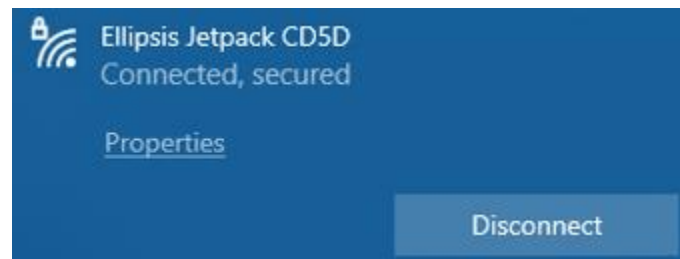 Ellipsis Jetpack CD5D
Connected, secured
Properties
Disconnect